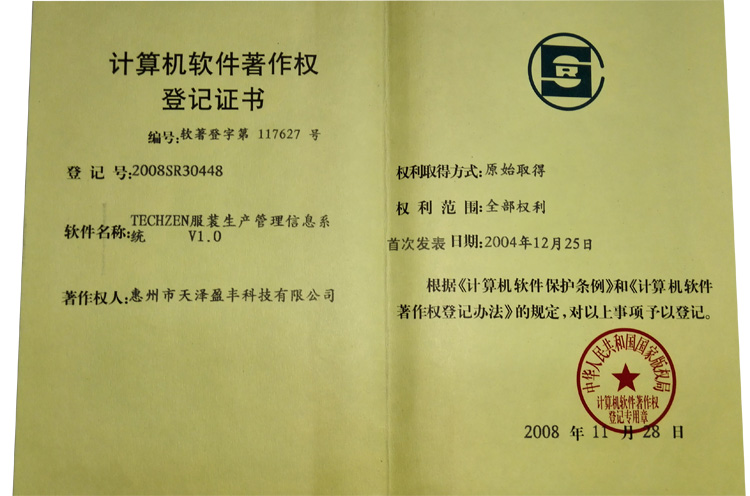 计算机软件著作权
登记证书
编号:软著登字第 117627 号
登 记 号:2008SR30448
软件名称:TECHZEN服装生产管理信息系
统 V1.0
著作权人:惠州市天泽盈丰科技有限公司
SR
权利取得方式:原始取得
权 利 范 围:全部权利
首次发表日期:2004年12月25日
根据《计算机软件保护条例》和《计算机软件
著作权登记办法》的规定,对以上事项予以登记。
中华人民共和国国家版权局
计算机软件著作权
登记专用章
2008 年 11 月 28 日